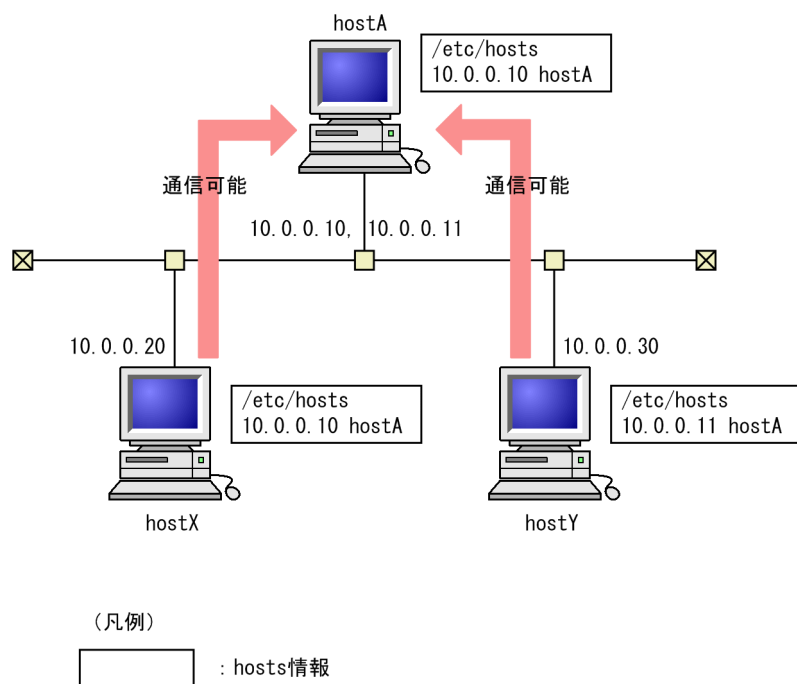 hostA
/etc/hosts
10.0.0.10 hostA
通信可能
通信可能
10.0.0.10, 10.0.0.11
10.0.0.20
10.0.0.30
/etc/hosts
10.0.0.10 hostA
/etc/hosts
10.0.0.11 hostA
hostX
hostY
（凡例）
：hosts情報